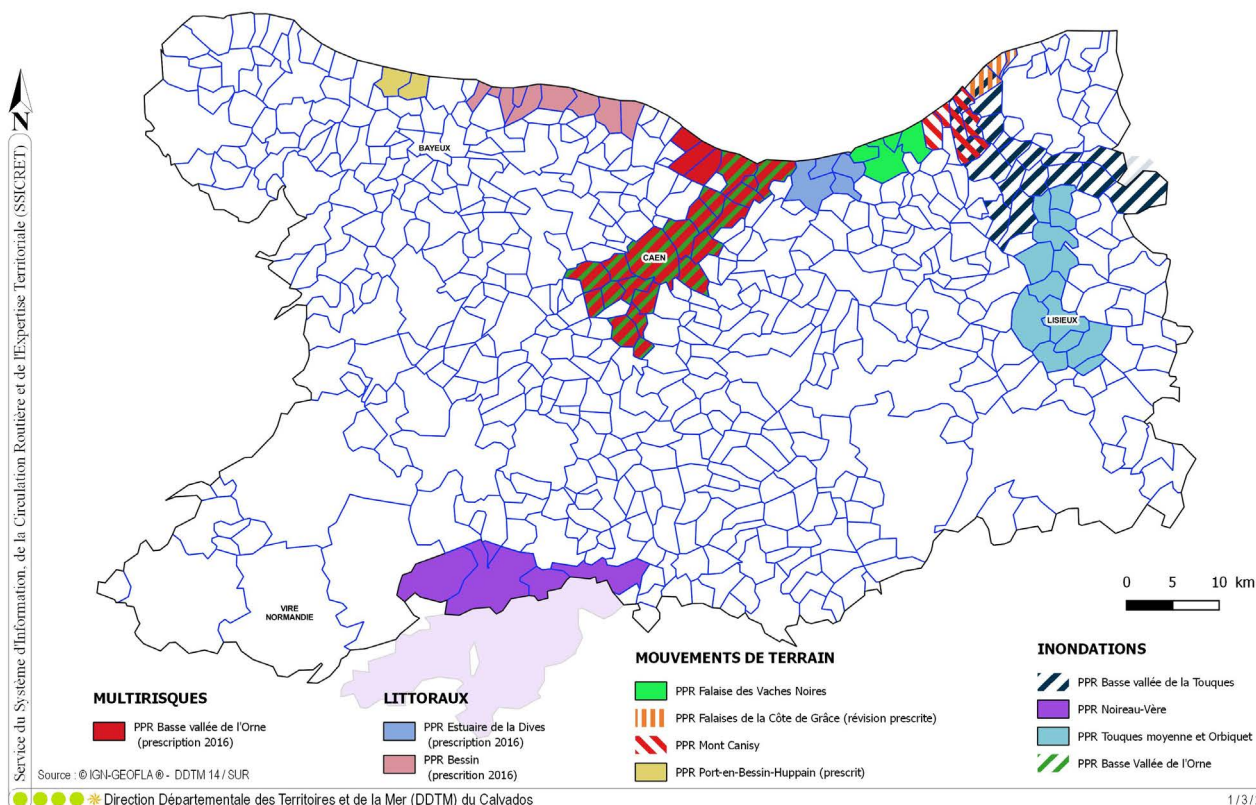 Service du Système d'Information, de la Circulation Routière et de l'Expertise Territoriale (SSICRET)
N
BAYEUX
CAEN
LISIEUX
VIRE
NORMANDIE
0 5 10 km
MULTIRISQUES
PPR Basse vallée de l'Orne
(prescription 2016)
LITTORAUX
PPR Estuaire de la Dives
(prescription 2016)
PPR Bessin
(prescrition 2016)
MOUVEMENTS DE TERRAIN
PPR Falaise des Vaches Noires
PPR Falaises de la Côte de Grâce (révision prescrite)
PPR Mont Canisy
PPR Port-en-Bessin-Huppain (prescrit)
INONDATIONS
PPR Basse vallée de la Touques
PPR Noireau-Vère
PPR Touques moyenne et Orbiquet
PPR Basse Vallée de l'Orne
Source : © IGN-GEOFLA ® - DDTM 14 / SUR
Direction Départementale des Territoires et de la Mer (DDTM) du Calvados
1/3/